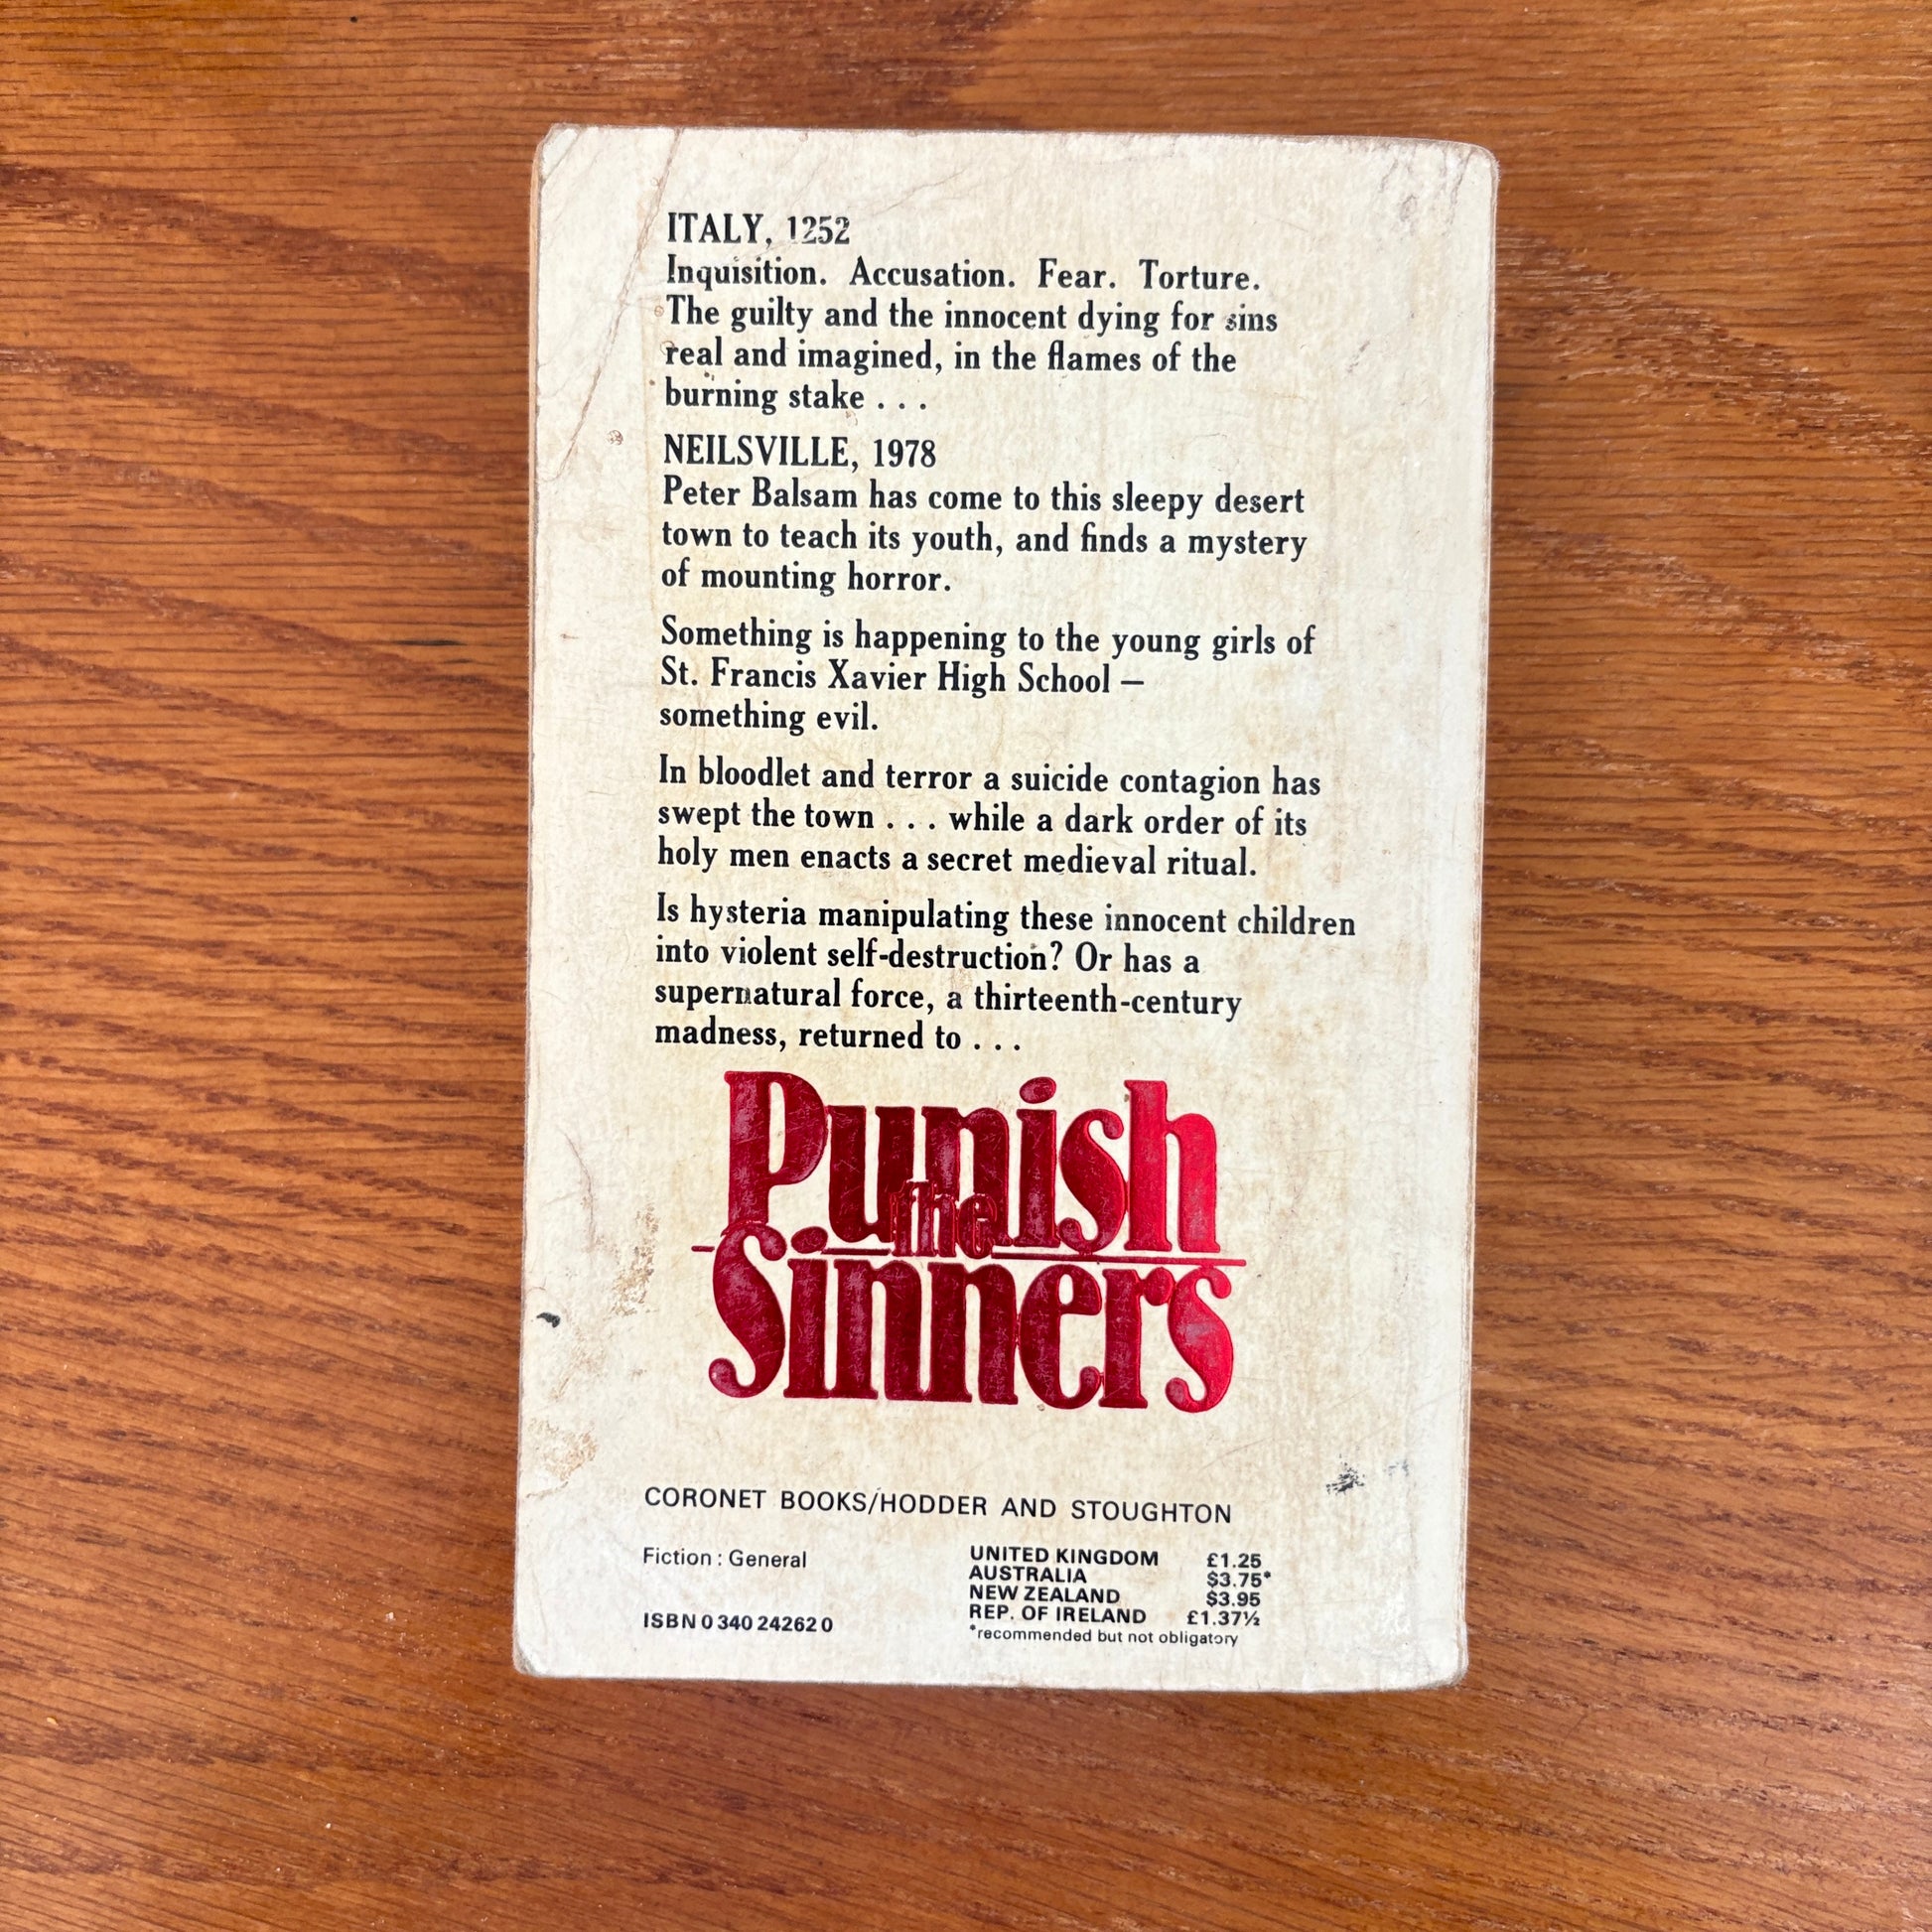 ITALY, 1252
Inquisition. Accusation. Fear. Torture.
The guilty and the innocent dying for sins
real and imagined, in the flames of the
burning stake . . .
NEILSVILLE, 1978
Peter Balsam has come to this sleepy desert
town to teach its youth, and finds a mystery
of mounting horror.
Something is happening to the young girls of
St. Francis Xavier High School –
something evil.
In bloodlet and terror a suicide contagion has
swept the town . . . while a dark order of its
holy men enacts a secret medieval ritual.
Is hysteria manipulating these innocent children
into violent self-destruction? Or has a
supernatural force, a thirteenth-century
madness, returned to . . .
Punish
the
Sinners
CORONET BOOKS/HODDER AND STOUGHTON
Fiction : General
UNITED KINGDOM £1.25
AUSTRALIA $3.75*
NEW ZEALAND $3.95
REP. OF IRELAND £1.37½
*recommended but not obligatory
ISBN 0 340 24262 0